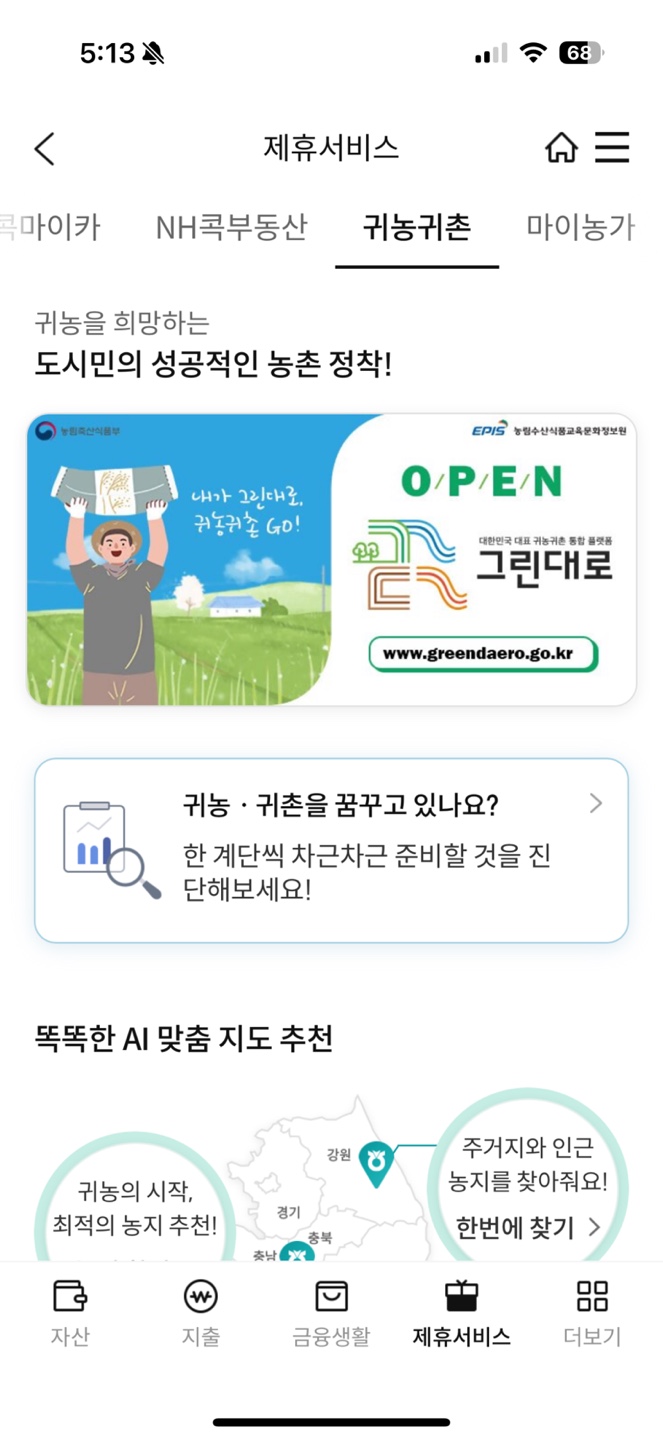 5:13
68
제휴서비스
콕마이카 NH콕부동산 귀농귀촌 마이농가
귀농을 희망하는
도시민의 성공적인 농촌 정착!
농림축산식품부
EPIS 농림수산식품교육문화정보원
내가 그린대로,
귀농귀촌 GO!
O/P/E/N
대한민국 대표 귀농귀촌 통합 플랫폼
그린대로
www.greendaero.go.kr
귀농 · 귀촌을 꿈꾸고 있나요?
한 계단씩 차근차근 준비할 것을 진
단해보세요!
똑똑한 AI 맞춤 지도 추천
강원
경기
충북
충남
귀농의 시작,
최적의 농지 추천!
주거지와 인근
농지를 찾아줘요!
한번에 찾기
자산 지출 금융생활 제휴서비스 더보기